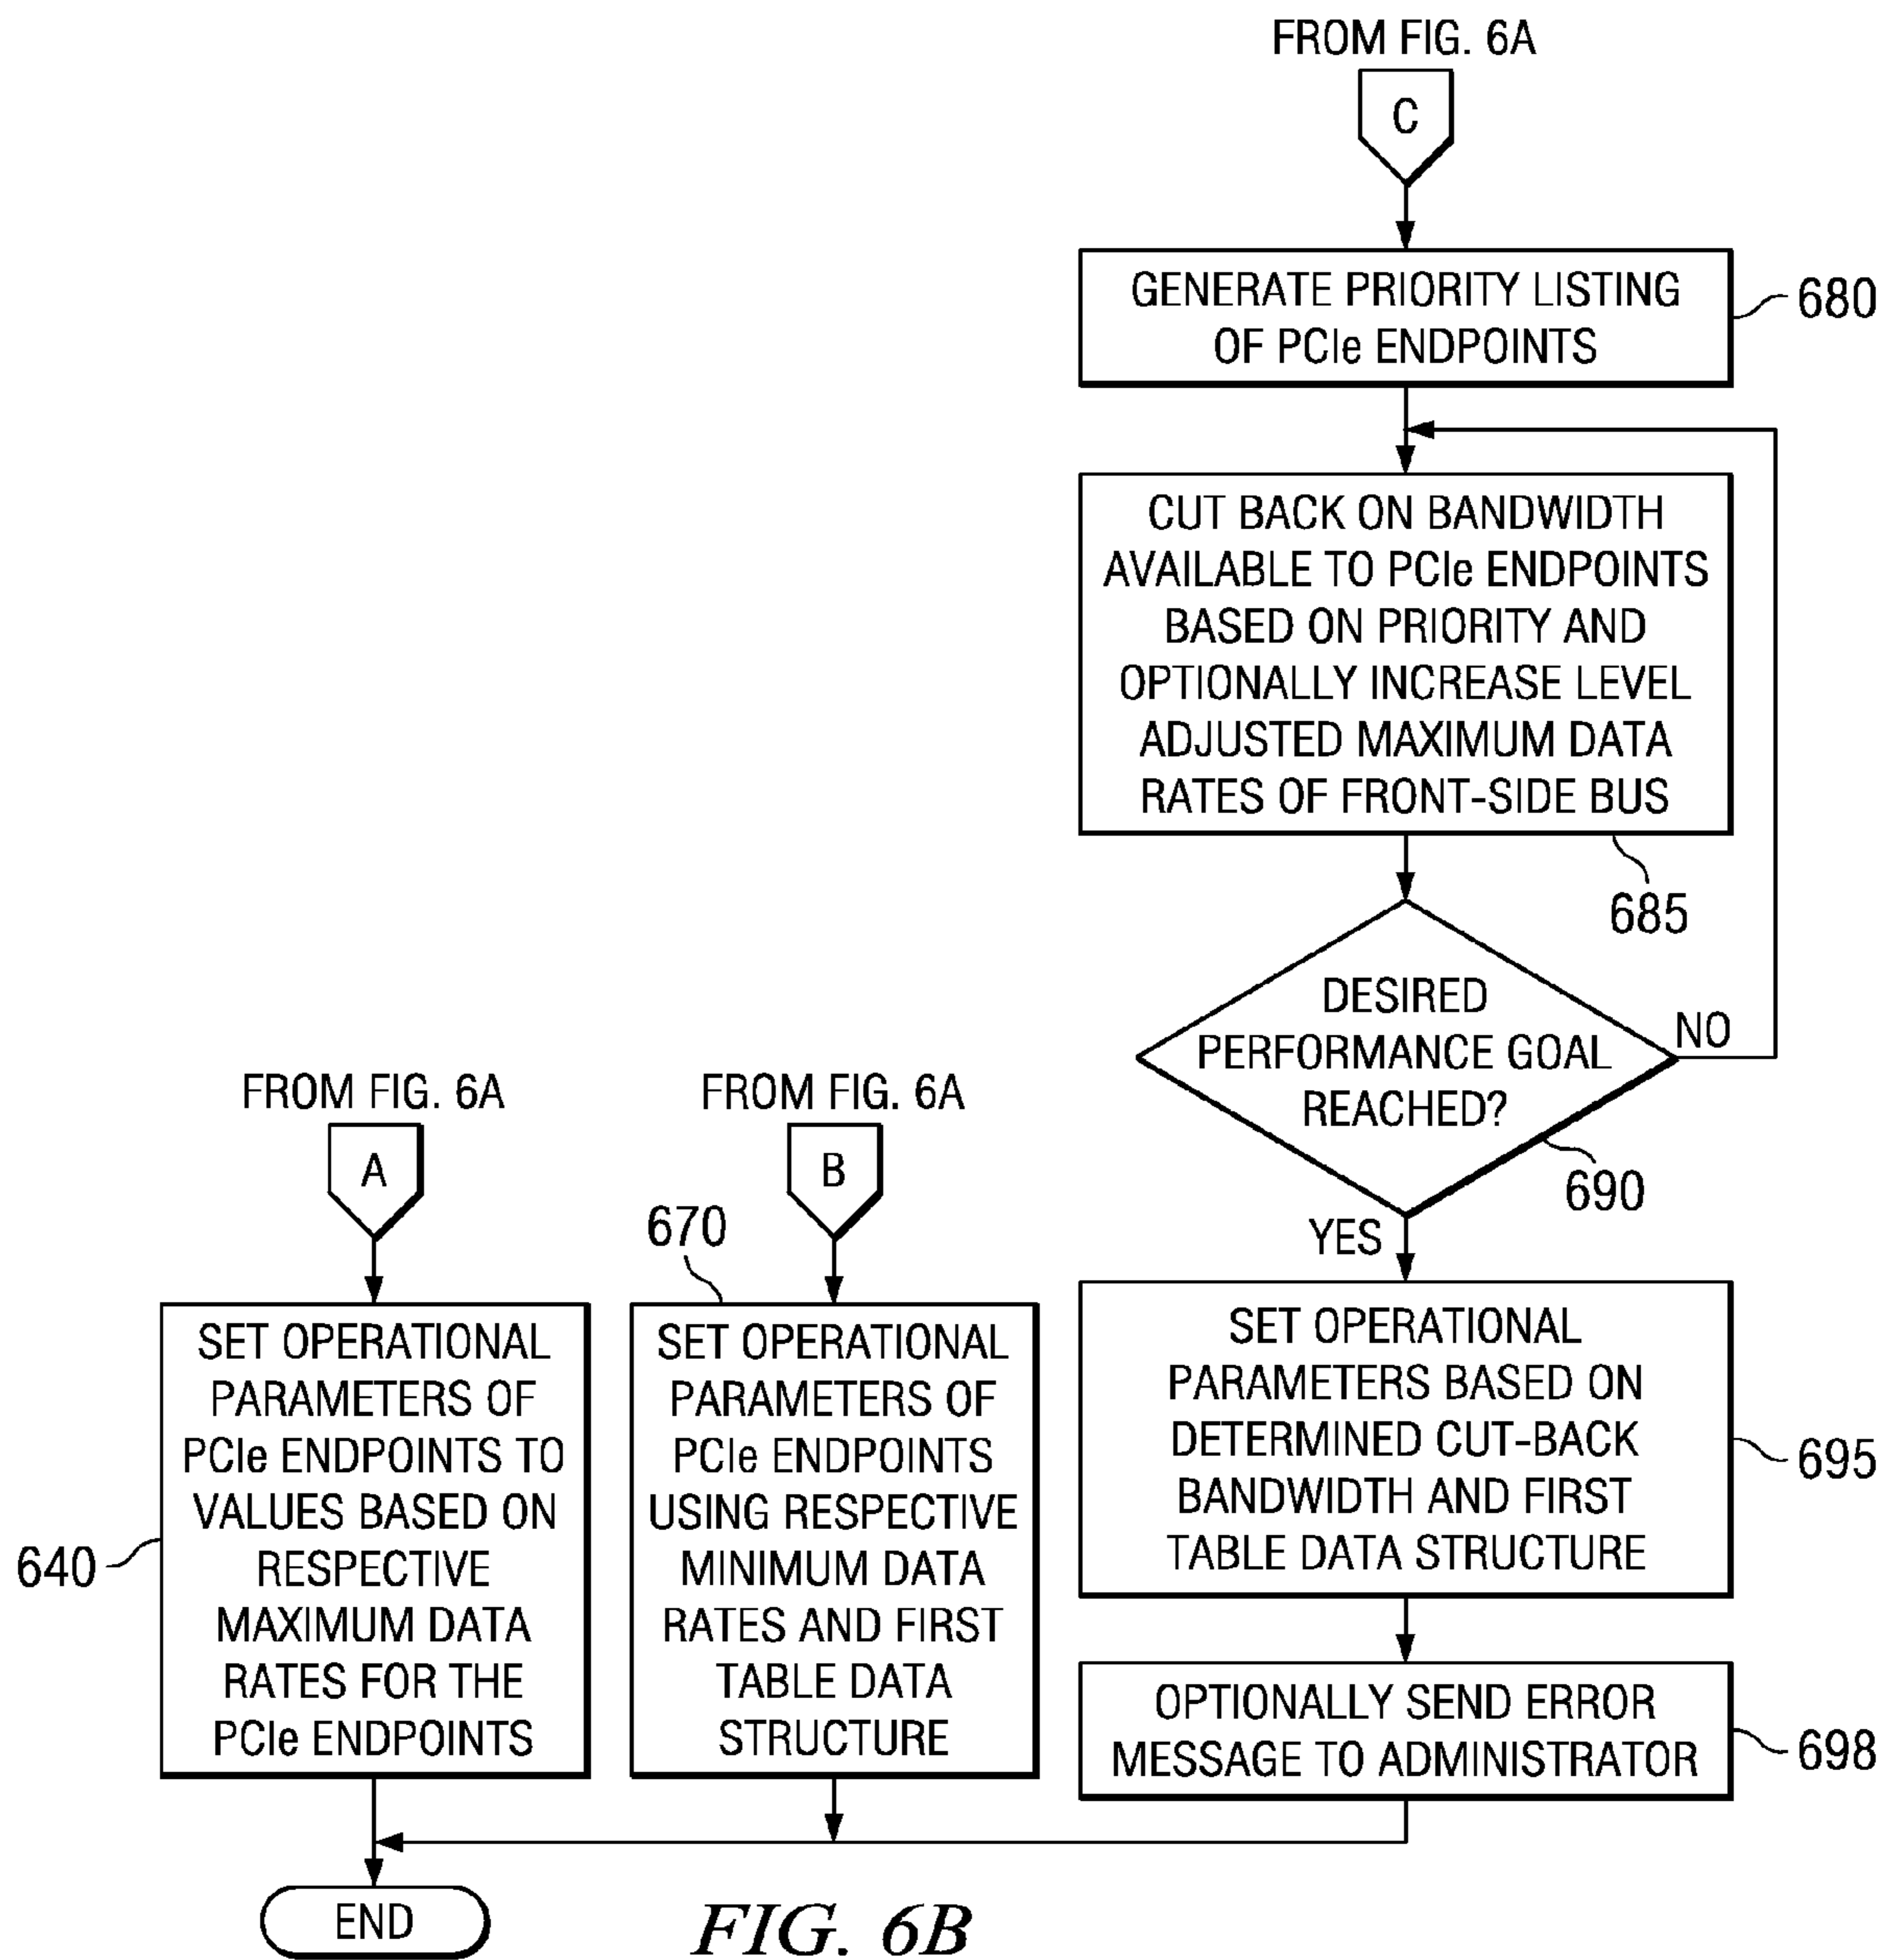 FROM FIG. 6A
C
GENERATE PRIORITY LISTING
OF PCIe ENDPOINTS
680
CUT BACK ON BANDWIDTH
AVAILABLE TO PCIe ENDPOINTS
BASED ON PRIORITY AND
OPTIONALLY INCREASE LEVEL
ADJUSTED MAXIMUM DATA
RATES OF FRONT-SIDE BUS
685
DESIRED
PERFORMANCE GOAL
REACHED?
NO
690
YES
FROM FIG. 6A
A
FROM FIG. 6A
B
670
SET OPERATIONAL
PARAMETERS OF
PCIe ENDPOINTS TO
VALUES BASED ON
RESPECTIVE
MAXIMUM DATA
RATES FOR THE
PCIe ENDPOINTS
640
SET OPERATIONAL
PARAMETERS OF
PCIe ENDPOINTS
USING RESPECTIVE
MINIMUM DATA
RATES AND FIRST
TABLE DATA
STRUCTURE
SET OPERATIONAL
PARAMETERS BASED ON
DETERMINED CUT-BACK
BANDWIDTH AND FIRST
TABLE DATA STRUCTURE
695
OPTIONALLY SEND ERROR
MESSAGE TO ADMINISTRATOR
698
END
FIG. 6B